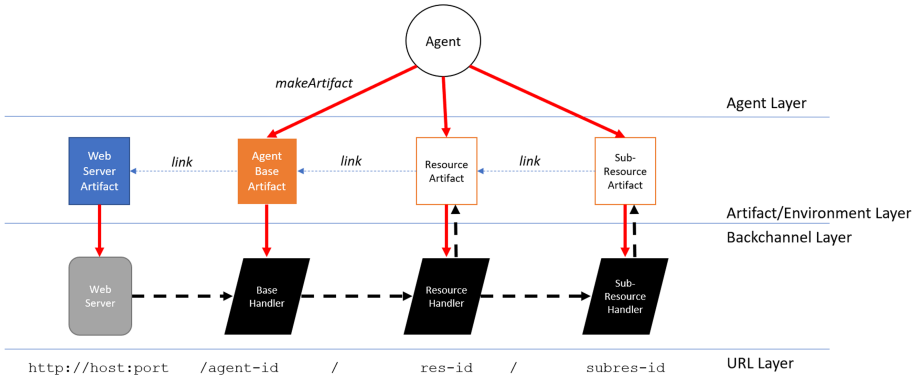 Agent
makeArtifact
Agent Layer
Web
Server
Artifact
link
Agent
Base
Artifact
link
Resource
Artifact
link
Sub-
Resource
Artifact
Artifact/Environment Layer
Backchannel Layer
Web
Server
Base
Handler
Resource
Handler
Sub-
Resource
Handler
http://host:port /agent-id / res-id / subres-id
URL Layer